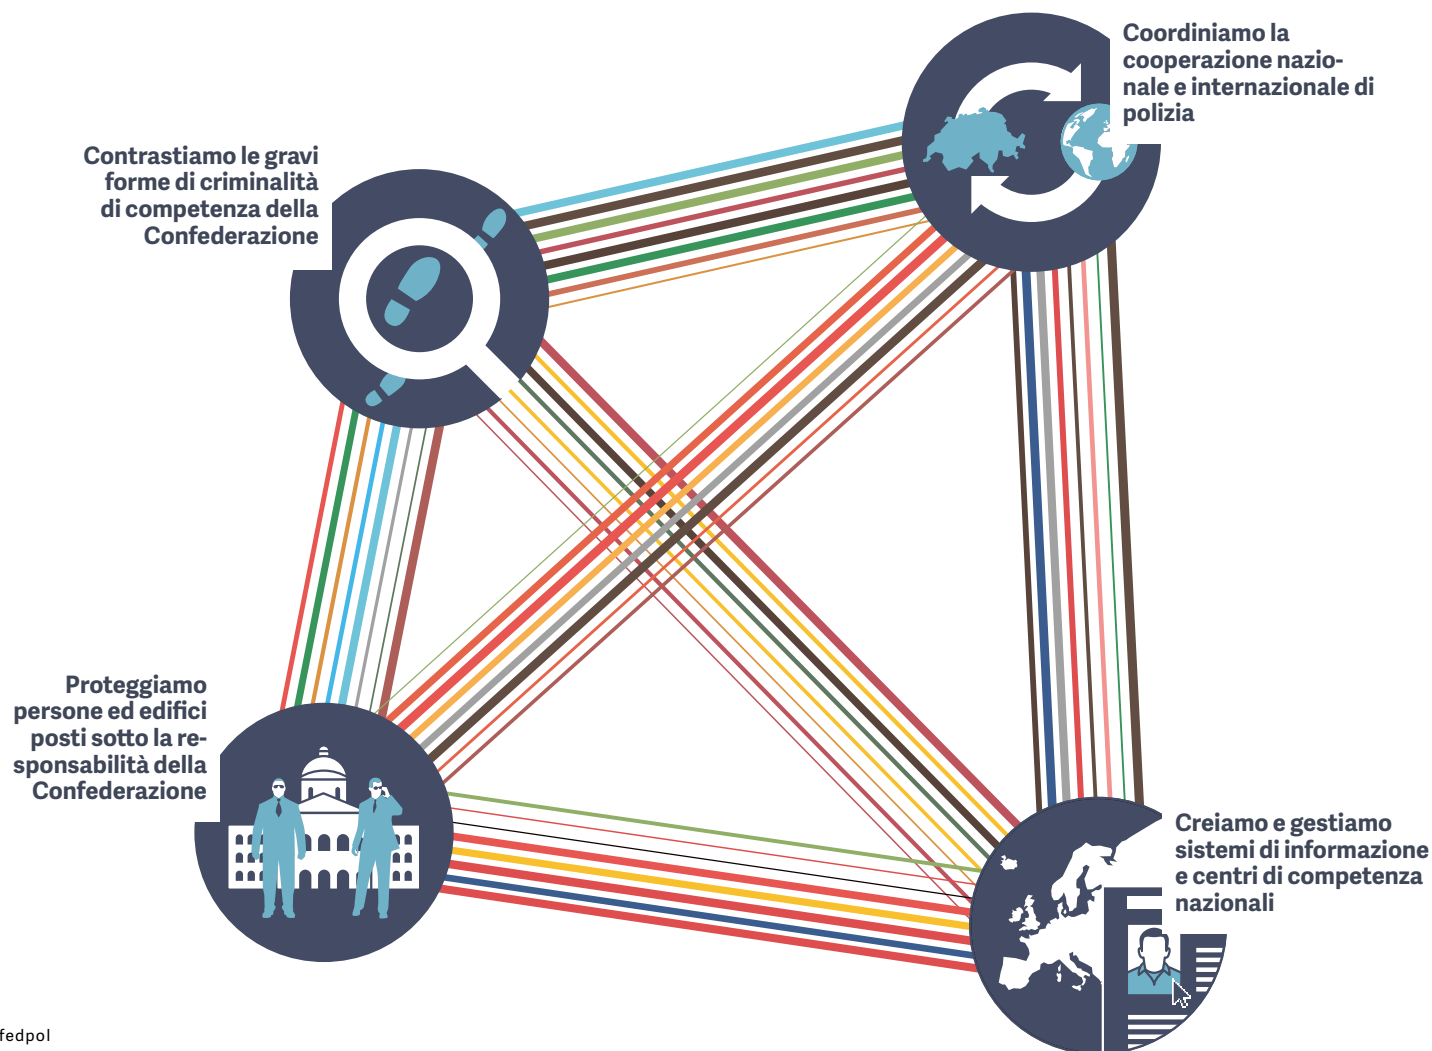 Coordiniamo la
cooperazione nazio-
nale e internazionale di
polizia
Contrastiamo le gravi
forme di criminalità
di competenza della
Confederazione
Proteggiamo
persone ed edifici
posti sotto la re-
sponsabilità della
Confederazione
Creiamo e gestiamo
sistemi di informazione
e centri di competenza
nazionali
fedpol